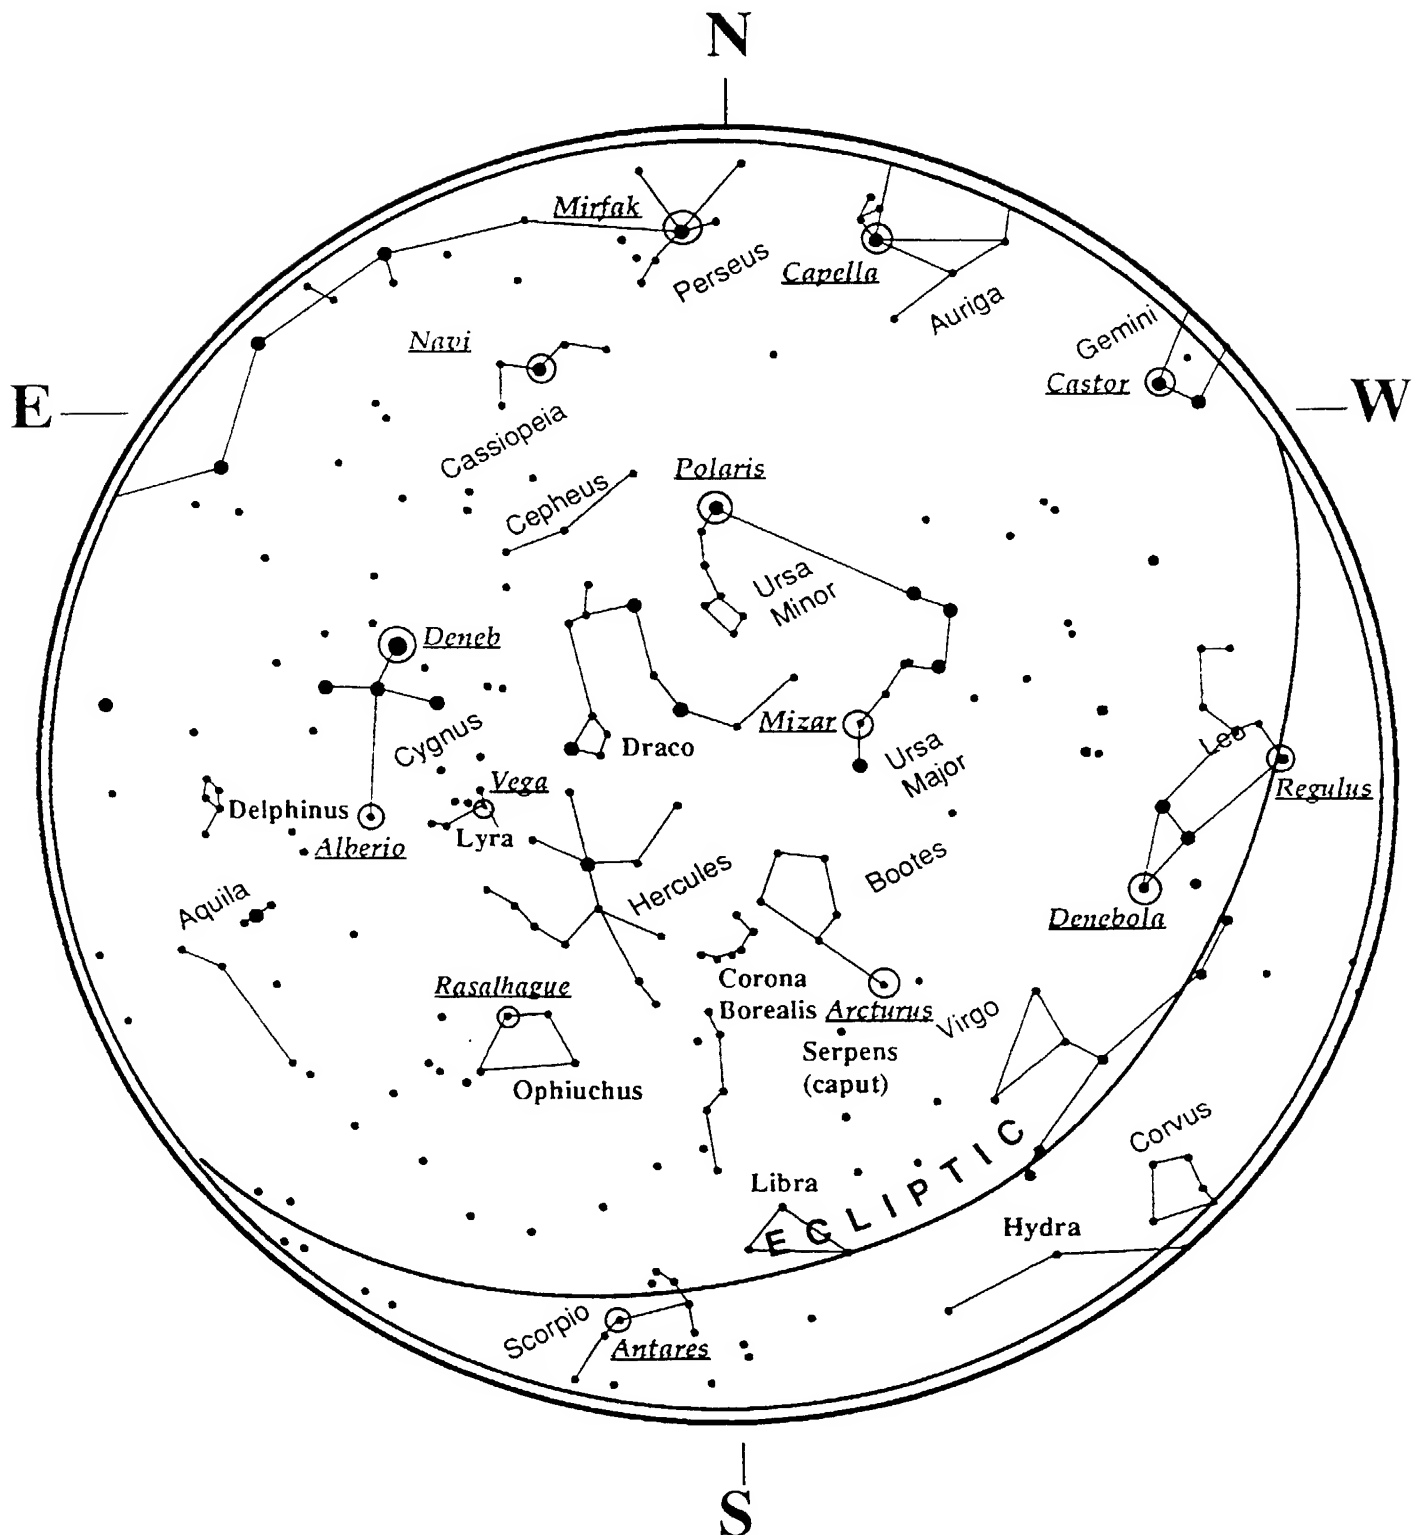 N
Mirfak
Perseus
Capella
Auriga
Gemini
Navi
Castor
E
W
Cassiopeia
Polaris
Cepheus
Ursa
Minor
Deneb
Mizar
Cygnus
Draco
Ursa
Major
Leo
Vega
Regulus
Delphinus
Alberio
Lyra
Hercules
Bootes
Aquila
Denebola
Corona
Borealis
Rasalhague
Arcturus
Virgo
Serpens
(caput)
Ophiuchus
Corvus
Libra
ECLIPTIC
Hydra
Scorpio
Antares
S